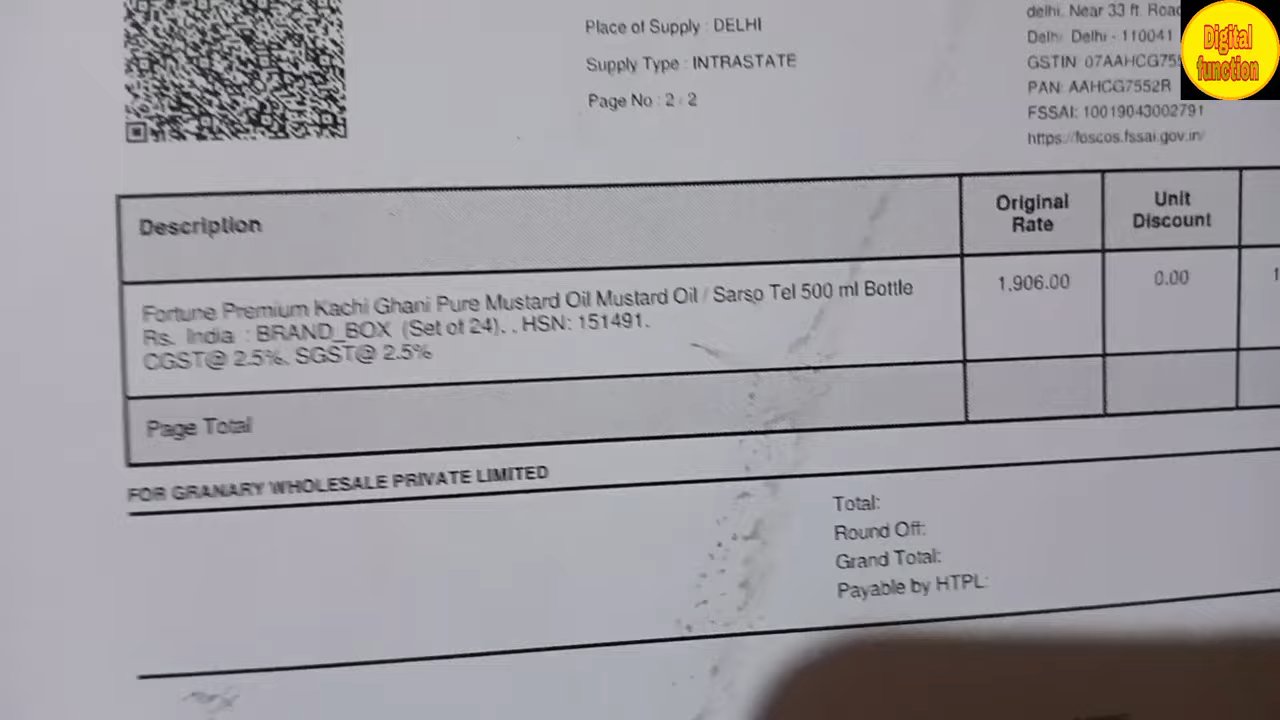 Place of Supply : DELHI
Supply Type : INTRASTATE
Page No : 2 / 2
delhi. Near 33 ft. Road
Delhi Delhi - 110041
GSTIN 07AAHCG75
PAN: AAHCG7552R
FSSAI: 10019043002791
https://foscos.fssai.gov.in/
Digital
function
Description
Original
Rate
Unit
Discount
Fortune Premium Kachi Ghani Pure Mustard Oil Mustard Oil / Sarso Tel 500 ml Bottle
Rs. India : BRAND_BOX (Set of 24). . HSN: 151491.
CGST@ 2.5%. SGST@ 2.5%
1,906.00
0.00
Page Total
FOR GRANARY WHOLESALE PRIVATE LIMITED
Total:
Round Off:
Grand Total:
Payable by HTPL: